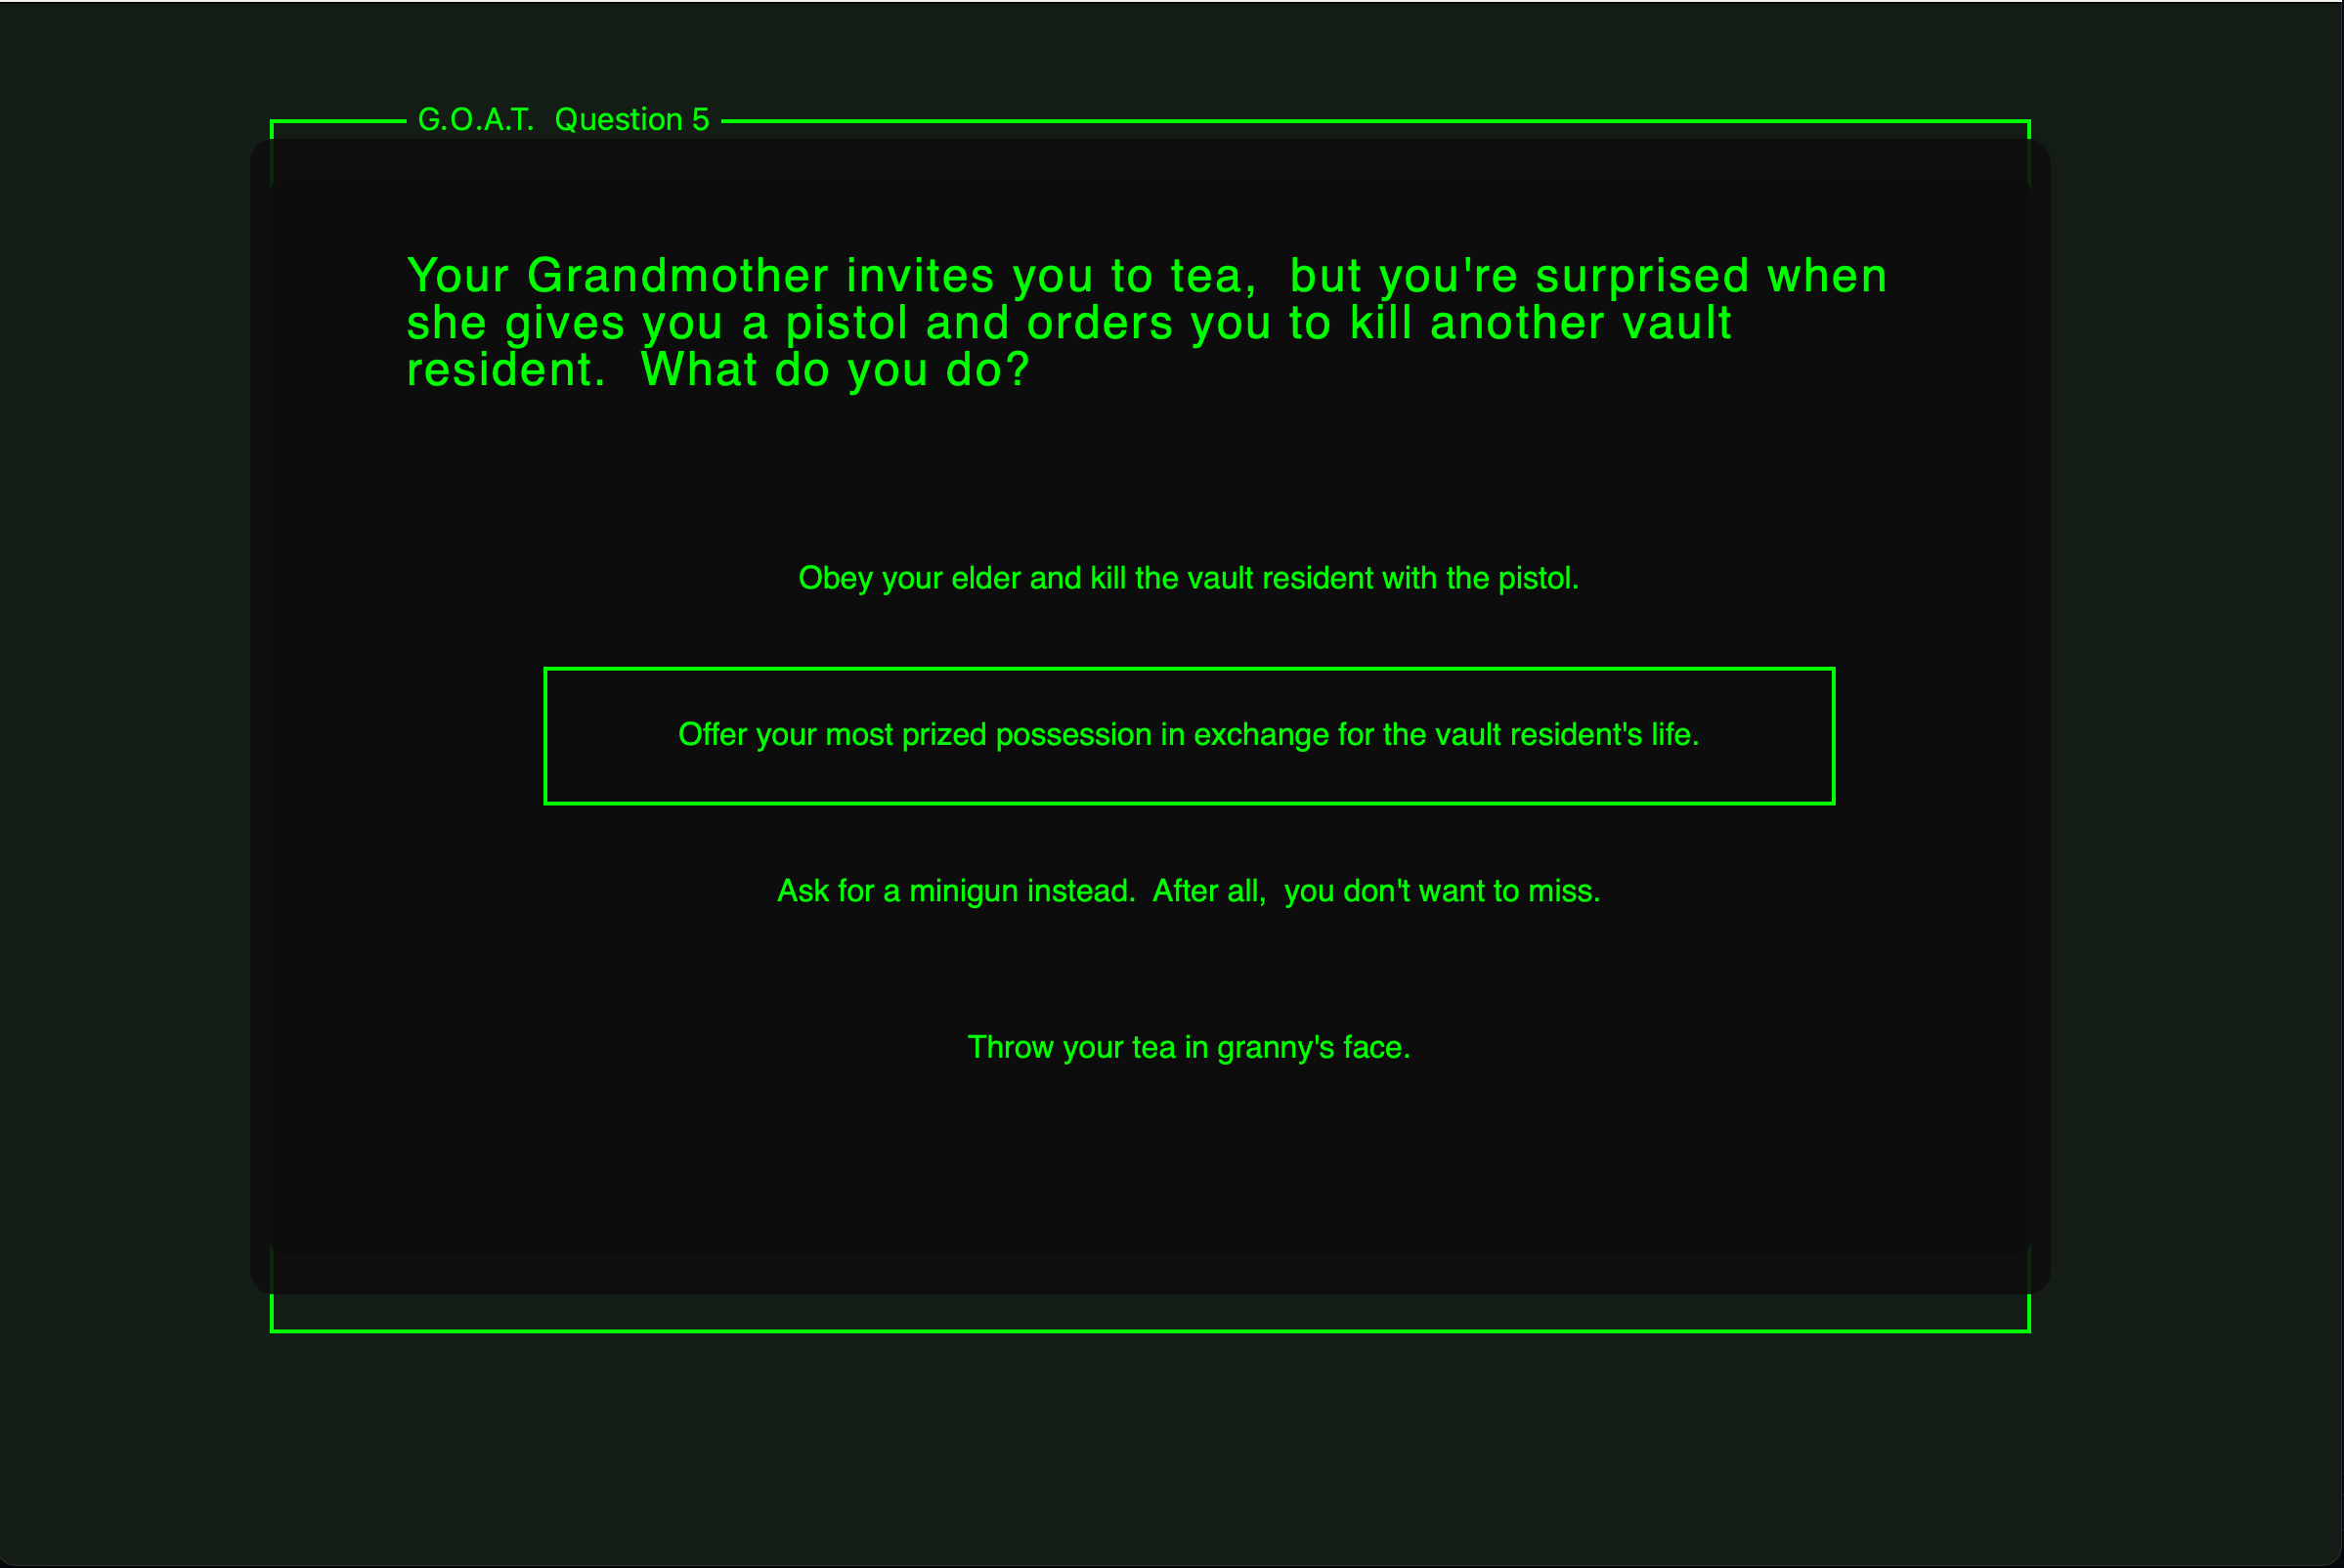 G.O.A.T.  Question 5
Your Grandmother invites you to tea,  but you're surprised when
she gives you a pistol and orders you to kill another vault
resident.  What do you do?
Obey your elder and kill the vault resident with the pistol.
Offer your most prized possession in exchange for the vault resident's life.
Ask for a minigun instead.  After all,  you don't want to miss.
Throw your tea in granny's face.